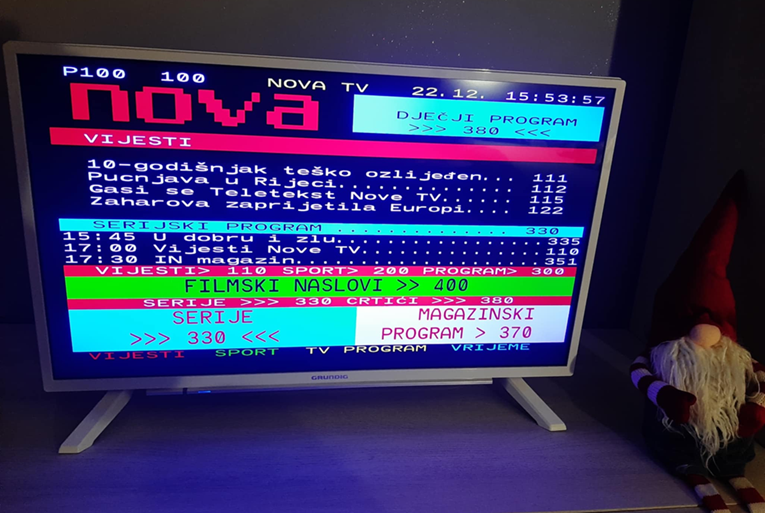 P100 100 NOVA TV 22.12. 15:53:57
nova
DJEČJI PROGRAM
>>> 380 <<<
VIJESTI
10-godišnjak teško ozlijeđen... 111
Pucnjava u Rijeci.............. 112
Gasi se Teletekst Nove TV..... 115
Zaharova zaprijetila Europi.... 122
SERIJSKI PROGRAM ................ 330
15:45 U dobru i zlu..................335
17:00 Vijesti Nove TV................110
17:30 IN magazin.....................351
VIJESTI> 110 SPORT> 200 PROGRAM> 300
FILMSKI NASLOVI >> 400
SERIJE >>> 330 CRTIĆI >>> 380
SERIJE
>>> 330 <<<
MAGAZINSKI
PROGRAM > 370
VIJESTI SPORT TV PROGRAM VRIJEME
GRUNDIG